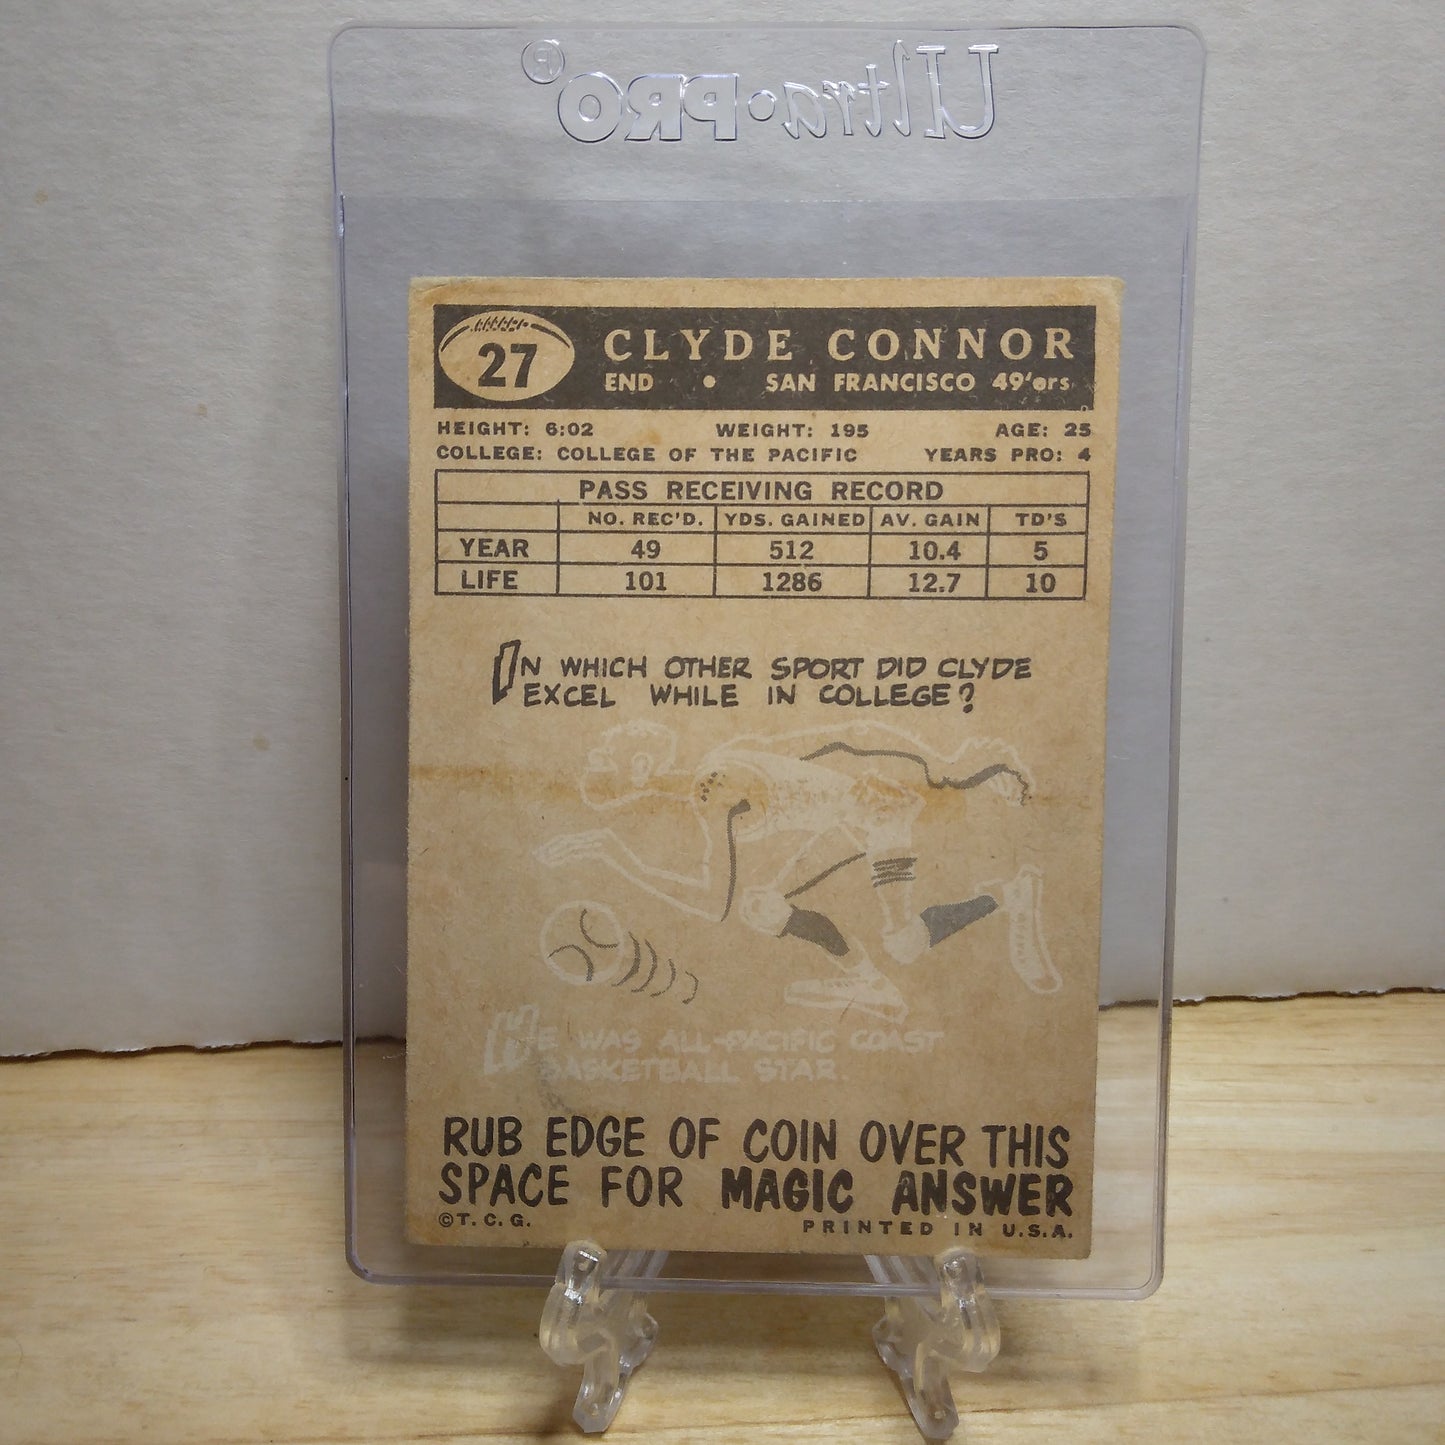 Ultra•PRO®
27
CLYDE CONNOR
END • SAN FRANCISCO 49'ers
HEIGHT: 6:02 WEIGHT: 195 AGE: 25
COLLEGE: COLLEGE OF THE PACIFIC YEARS PRO: 4
PASS RECEIVING RECORD
NO. REC'D. YDS. GAINED AV. GAIN TD'S
YEAR 49 512 10.4 5
LIFE 101 1286 12.7 10
IN WHICH OTHER SPORT DID CLYDE
EXCEL WHILE IN COLLEGE?
HE WAS ALL-PACIFIC COAST
BASKETBALL STAR.
RUB EDGE OF COIN OVER THIS
SPACE FOR MAGIC ANSWER
©T. C. G. PRINTED IN U.S.A.